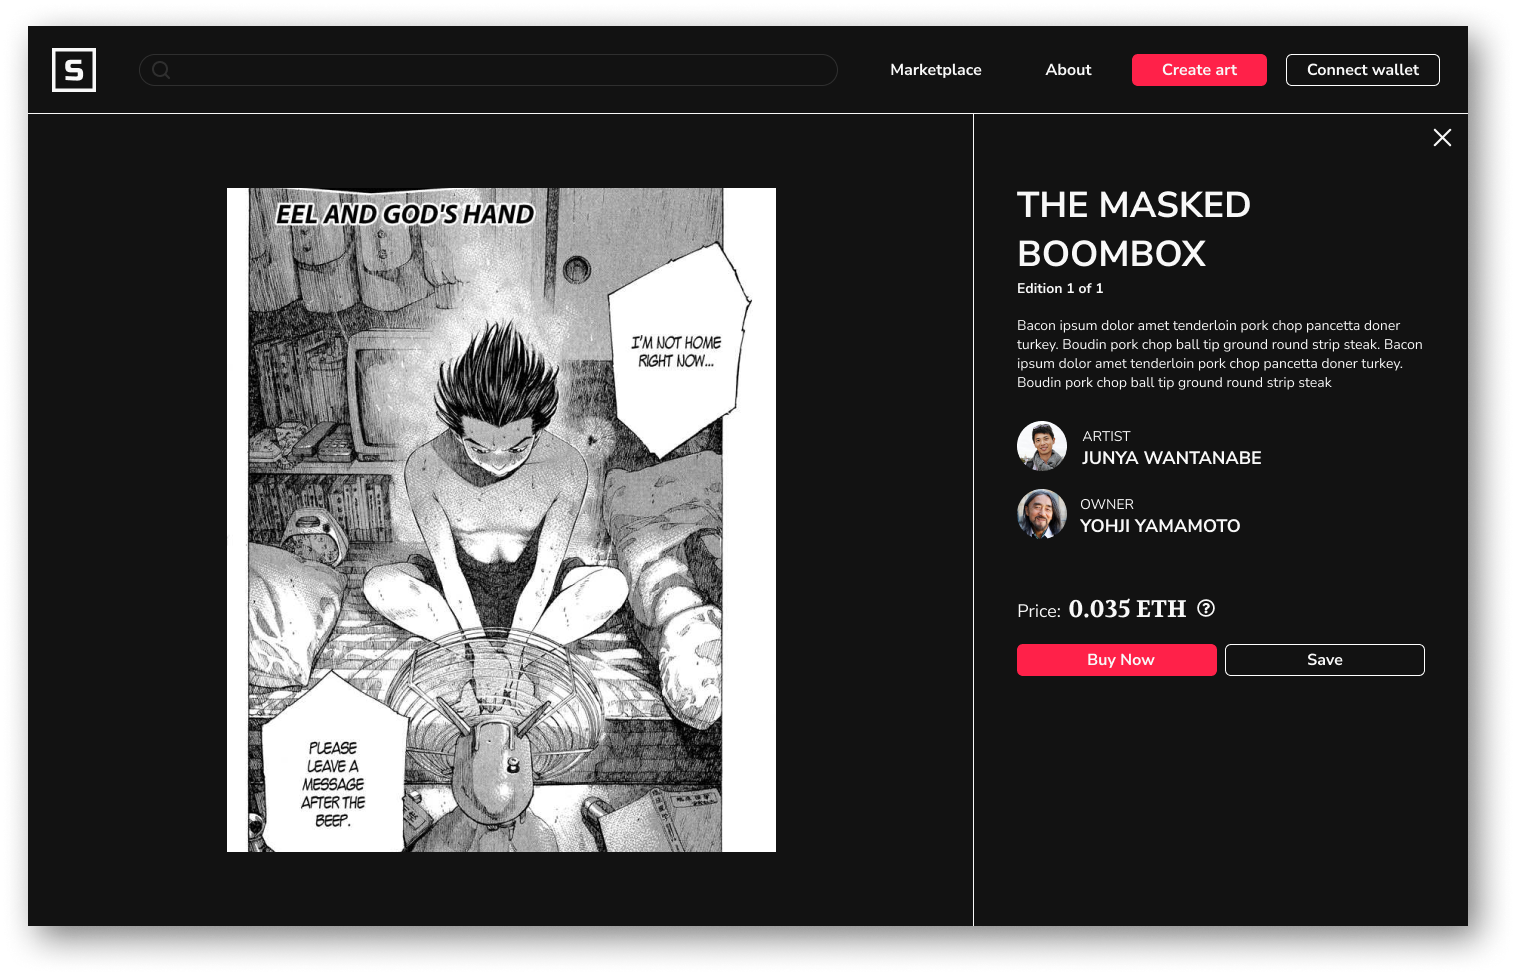 S
Marketplace
About
Create art
Connect wallet
EEL AND GOD'S HAND
I'M NOT HOME
RIGHT NOW...
PLEASE
LEAVE A
MESSAGE
AFTER THE
BEEP.
8
THE MASKED
BOOMBOX
Edition 1 of 1
Bacon ipsum dolor amet tenderloin pork chop pancetta doner
turkey. Boudin pork chop ball tip ground round strip steak. Bacon
ipsum dolor amet tenderloin pork chop pancetta doner turkey.
Boudin pork chop ball tip ground round strip steak
ARTIST
JUNYA WANTANABE
OWNER
YOHJI YAMAMOTO
Price: 0.035 ETH ?
Buy Now
Save